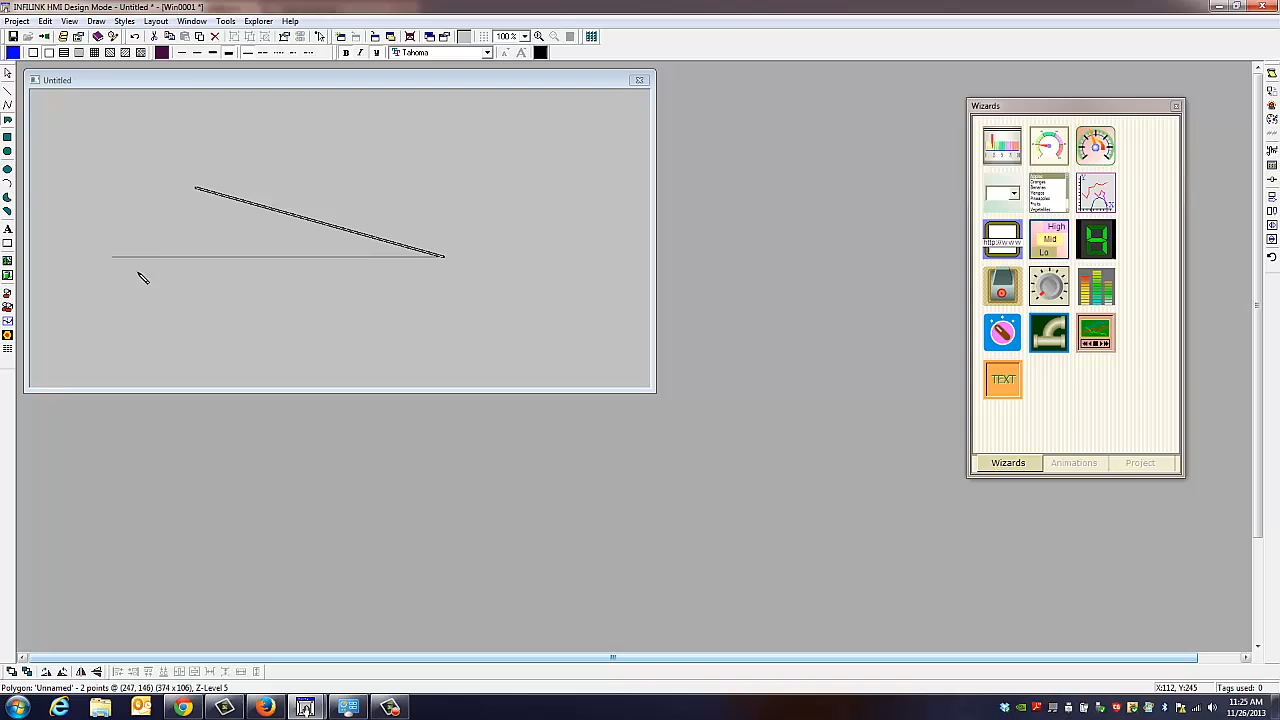 INFILINK HMI Design Mode - Untitled * - [Win0001 *]
Project Edit View Draw Styles Layout Window Tools Explorer Help
100%
B I U Tahoma
Untitled
Wizards
http://www
High
Mid
Lo
TEXT
Wizards Animations Project
Polygon: 'Unnamed' - 2 points @ (247, 146) (374 x 106), Z-Level 5
X:112, Y:245
Tags used: 0
11:25 AM
11/26/2013